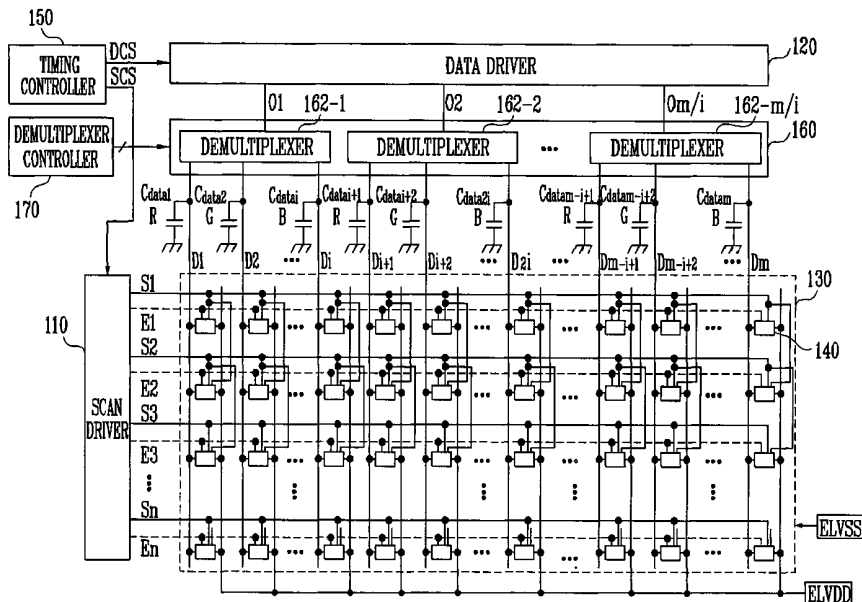 150
TIMING
CONTROLLER
DCS
SCS
DATA DRIVER
120
01
162-1
02
162-2
0m/i
162-m/i
160
DEMULTIPLEXER
CONTROLLER
170
DEMULTIPLEXER
DEMULTIPLEXER
...
DEMULTIPLEXER
Cdata1
R
Cdata2
G
Cdatai
B
Cdatai+1
R
Cdatai+2
G
Cdata2i
B
Cdatam-i+1
R
Cdatam-i+2
G
Cdatam
B
D1
D2
Di
Di+1
Di+2
D2i
Dm-i+1
Dm-i+2
Dm
110
SCAN
DRIVER
S1
E1
S2
E2
S3
E3
Sn
En
130
140
ELVSS
ELVDD